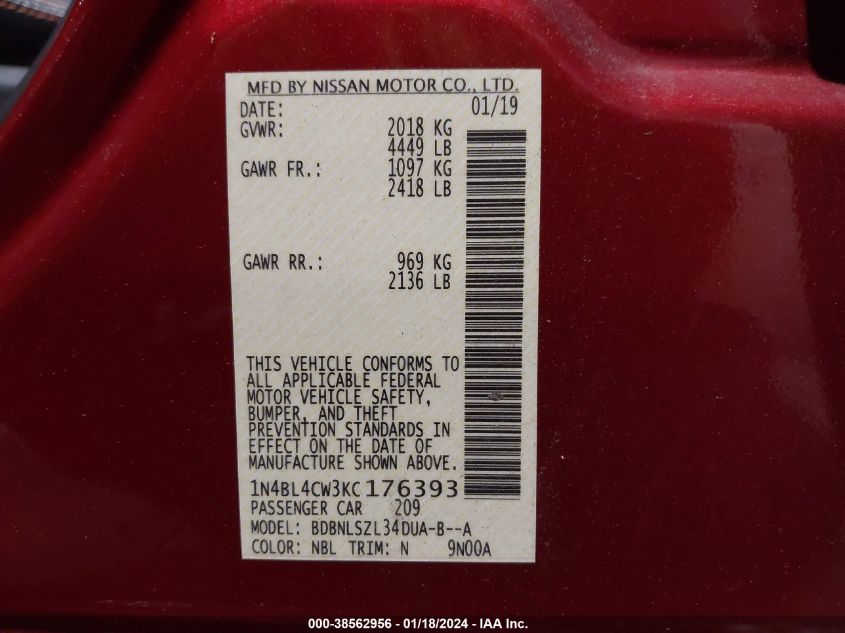 MFD BY NISSAN MOTOR CO., LTD.
DATE: 01/19
GVWR: 2018 KG
4449 LB
GAWR FR.: 1097 KG
2418 LB
GAWR RR.: 969 KG
2136 LB
THIS VEHICLE CONFORMS TO
ALL APPLICABLE FEDERAL
MOTOR VEHICLE SAFETY,
BUMPER, AND THEFT
PREVENTION STANDARDS IN
EFFECT ON THE DATE OF
MANUFACTURE SHOWN ABOVE.
1N4BL4CW3KC176393
PASSENGER CAR 209
MODEL: BDBNLSZL34DUA-B--A
COLOR: NBL TRIM: N 9N00A
000-38562956 - 01/18/2024 - IAA Inc.